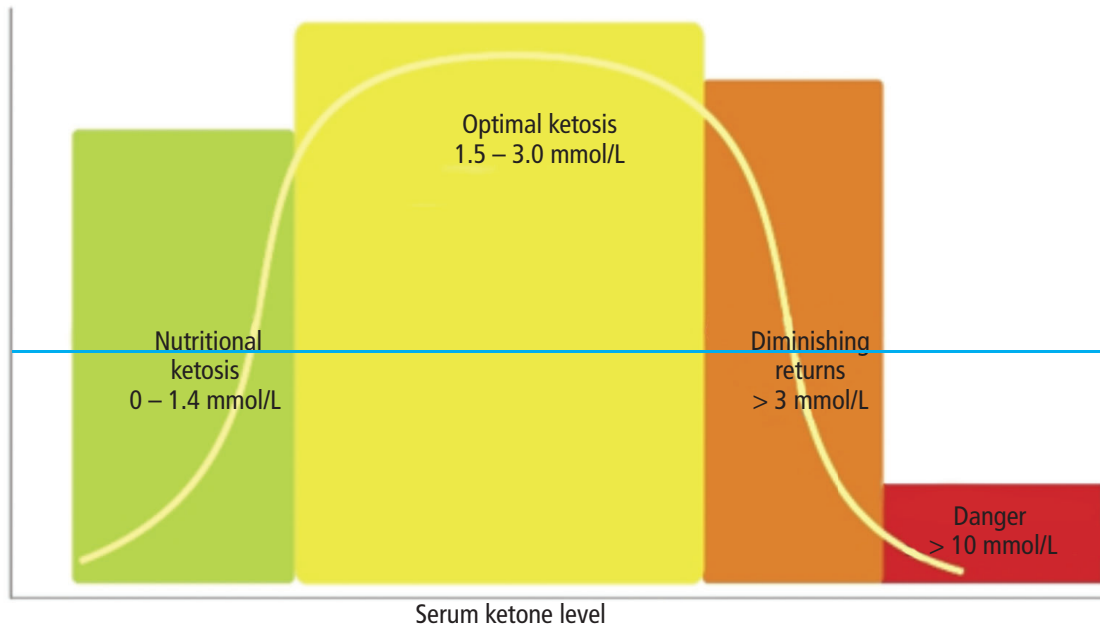 Optimal ketosis
1.5 – 3.0 mmol/L
Nutritional
ketosis
0 – 1.4 mmol/L
Diminishing
returns
> 3 mmol/L
Danger
> 10 mmol/L
Serum ketone level